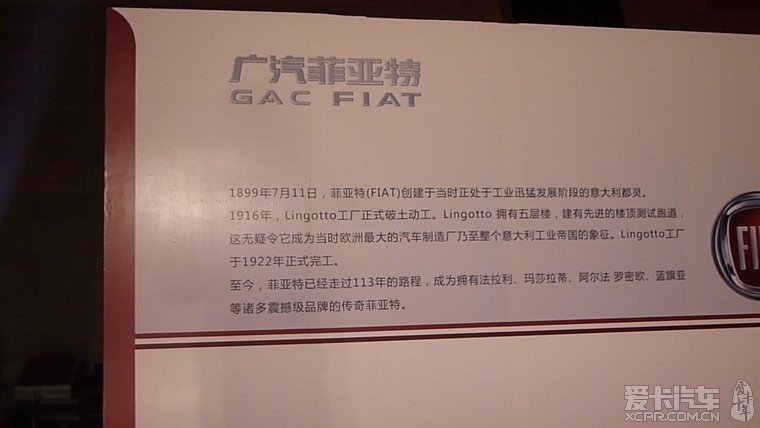 广汽菲亚特
GAC FIAT
1899年7月11日，菲亚特(FIAT)创建于当时正处于工业迅猛发展阶段的意大利都灵。
1916年，Lingotto工厂正式破土动工。Lingotto 拥有五层楼，建有先进的楼顶测试跑道，
这无疑令它成为当时欧洲最大的汽车制造厂乃至整个意大利工业帝国的象征。Lingotto工厂
于1922年正式完工。
至今，菲亚特已经走过113年的路程，成为拥有法拉利、玛莎拉蒂、阿尔法·罗密欧、蓝旗亚
等诸多震撼级品牌的传奇菲亚特。
爱卡汽车
XCAR.COM.CN